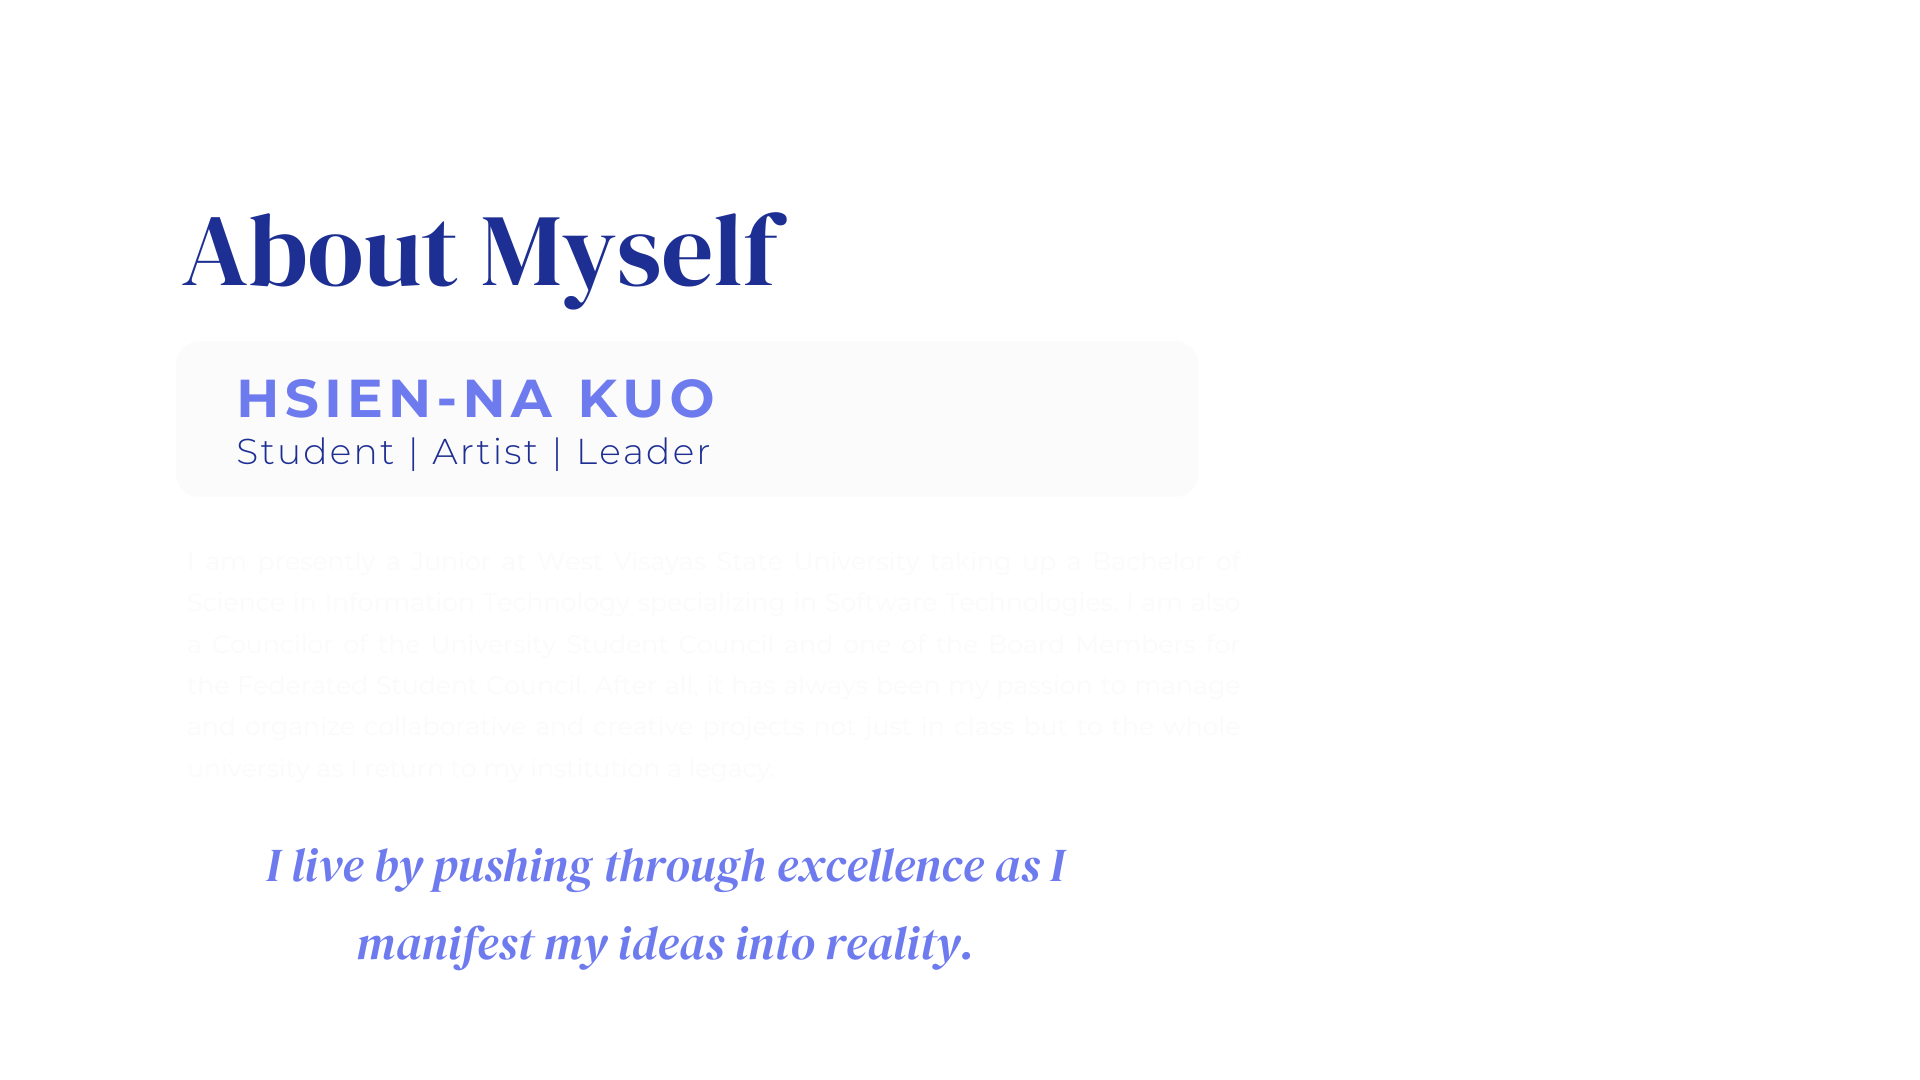 About Myself
HSIEN-NA KUO
Student | Artist | Leader
I am presently a Junior at West Visayas State University taking up a Bachelor of
Science in Information Technology specializing in Software Technologies. I am also
a Councilor of the University Student Council and one of the Board Members for
the Federated Student Council. After all, it has always been my passion to manage
and organize collaborative and creative projects not just in class but to the whole
university as I return to my institution a legacy
I live by pushing through excellence as I
manifest my ideas into reality.